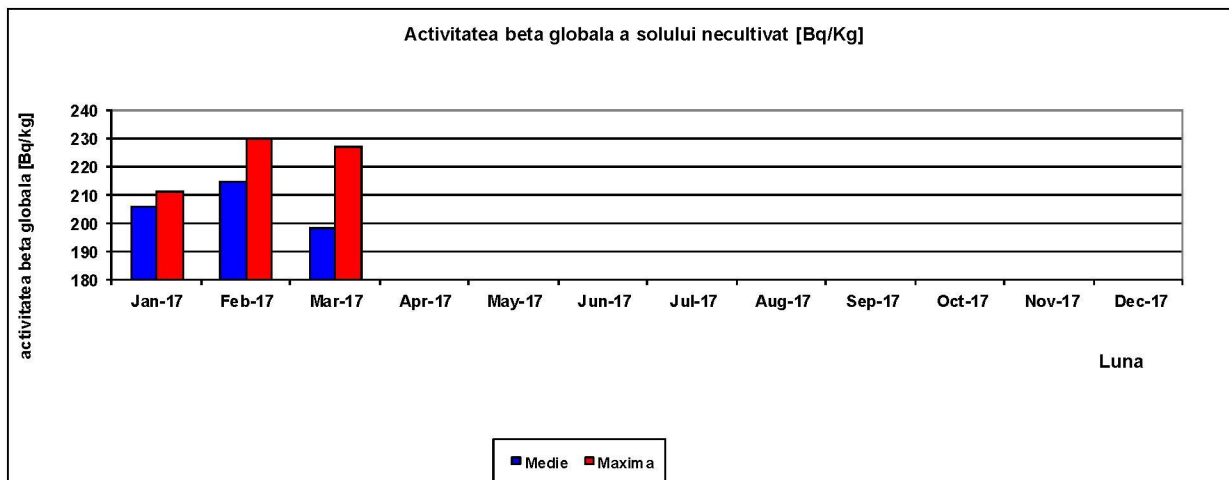 Activitatea beta globala a solului necultivat [Bq/Kg]
activitatea beta globala [Bq/kg]
240
230
220
210
200
190
180
Jan-17 Feb-17 Mar-17 Apr-17 May-17 Jun-17 Jul-17 Aug-17 Sep-17 Oct-17 Nov-17 Dec-17
Luna
Medie Maxima